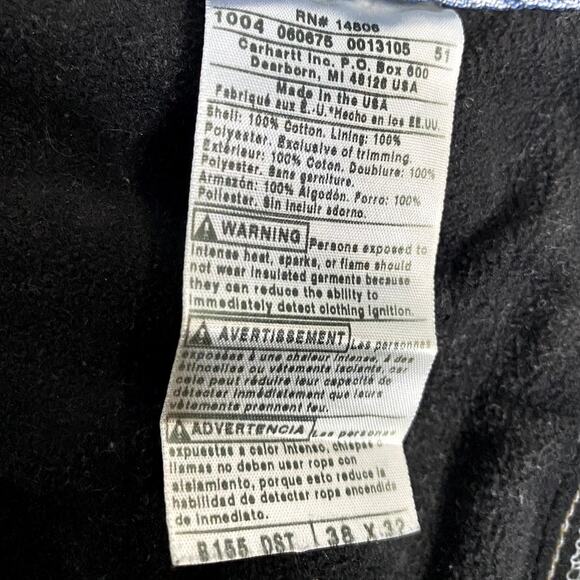 RN# 14806
1004 060675 0013105 51
Carhartt Inc. P.O. Box 600
Dearborn, MI 48126 USA
Made in the USA
Fabriqué aux É.-U.*Hecho en los EE.UU.
Shell: 100% Cotton. Lining: 100%
Polyester. Exclusive of trimming.
Extérieur: 100% Coton. Doublure: 100%
Polyester. Sans garniture.
Armazón: 100% Algodón. Forro: 100%
Poliester. Sin incluir adorno.
WARNING Persons exposed to
intense heat, sparks, or flame should
not wear insulated garments because
they can reduce the ability to
immediately detect clothing ignition.
AVERTISSEMENT Les personnes
exposées à une chaleur intense, à des
étincelles ou vêtements isolants, car
cela peut réduire leur capacité de
détecter immédiatement que leurs
vêtements prennent feu.
ADVERTENCIA Las personas
expuestas a calor intenso, chispas o
llamas no deben usar ropa con
aislamiento, porque esto reduce la
habilidad de detectar ropa encendida
de inmediato.
B155 DST 38 X 32